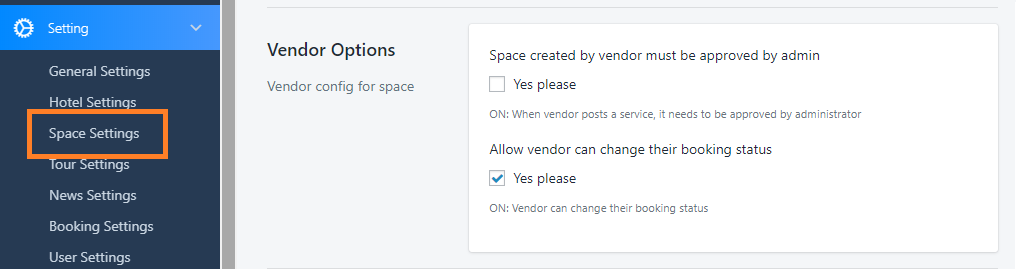 Setting
General Settings
Hotel Settings
Space Settings
Tour Settings
News Settings
Booking Settings
User Settings
Vendor Options
Vendor config for space
Space created by vendor must be approved by admin
Yes please
ON: When vendor posts a service, it needs to be approved by administrator
Allow vendor can change their booking status
Yes please
ON: Vendor can change their booking status